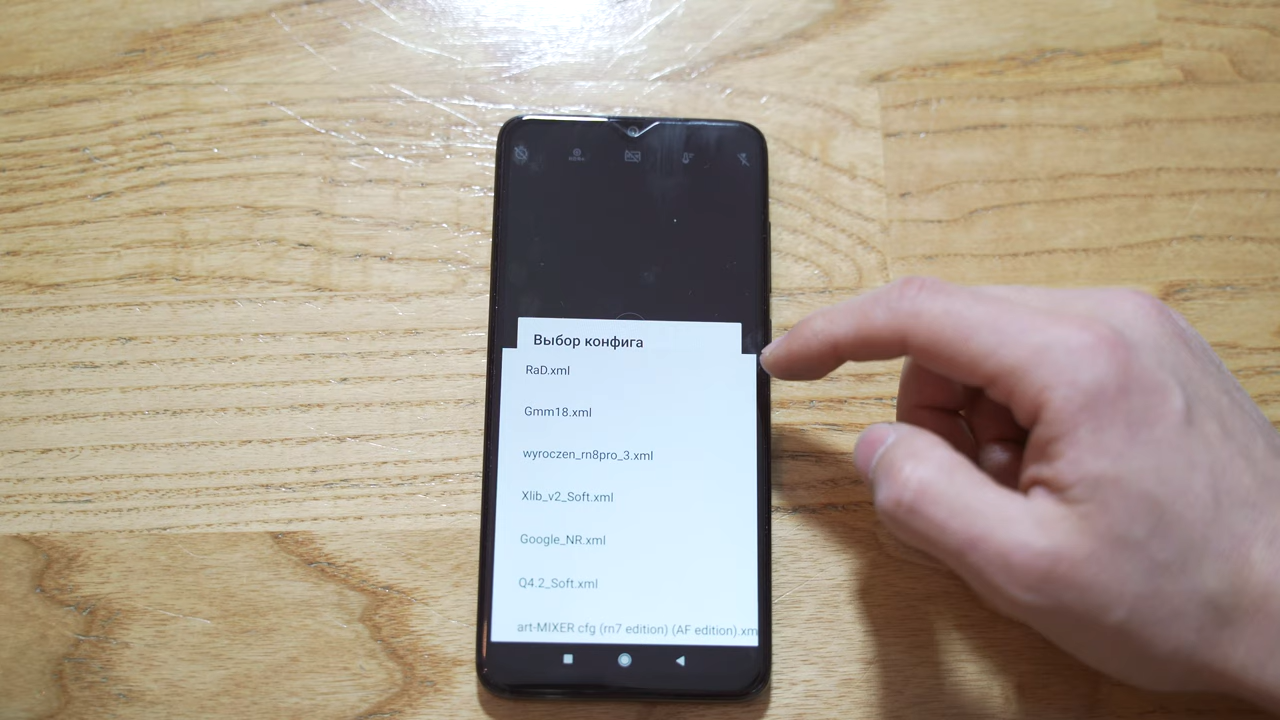 Выбор конфига
RaD.xml
Gmm18.xml
wyroczen_rn8pro_3.xml
Xlib_v2_Soft.xml
Google_NR.xml
Q4.2_Soft.xml
art-MIXER cfg (rn7 edition) (AF edition).xm